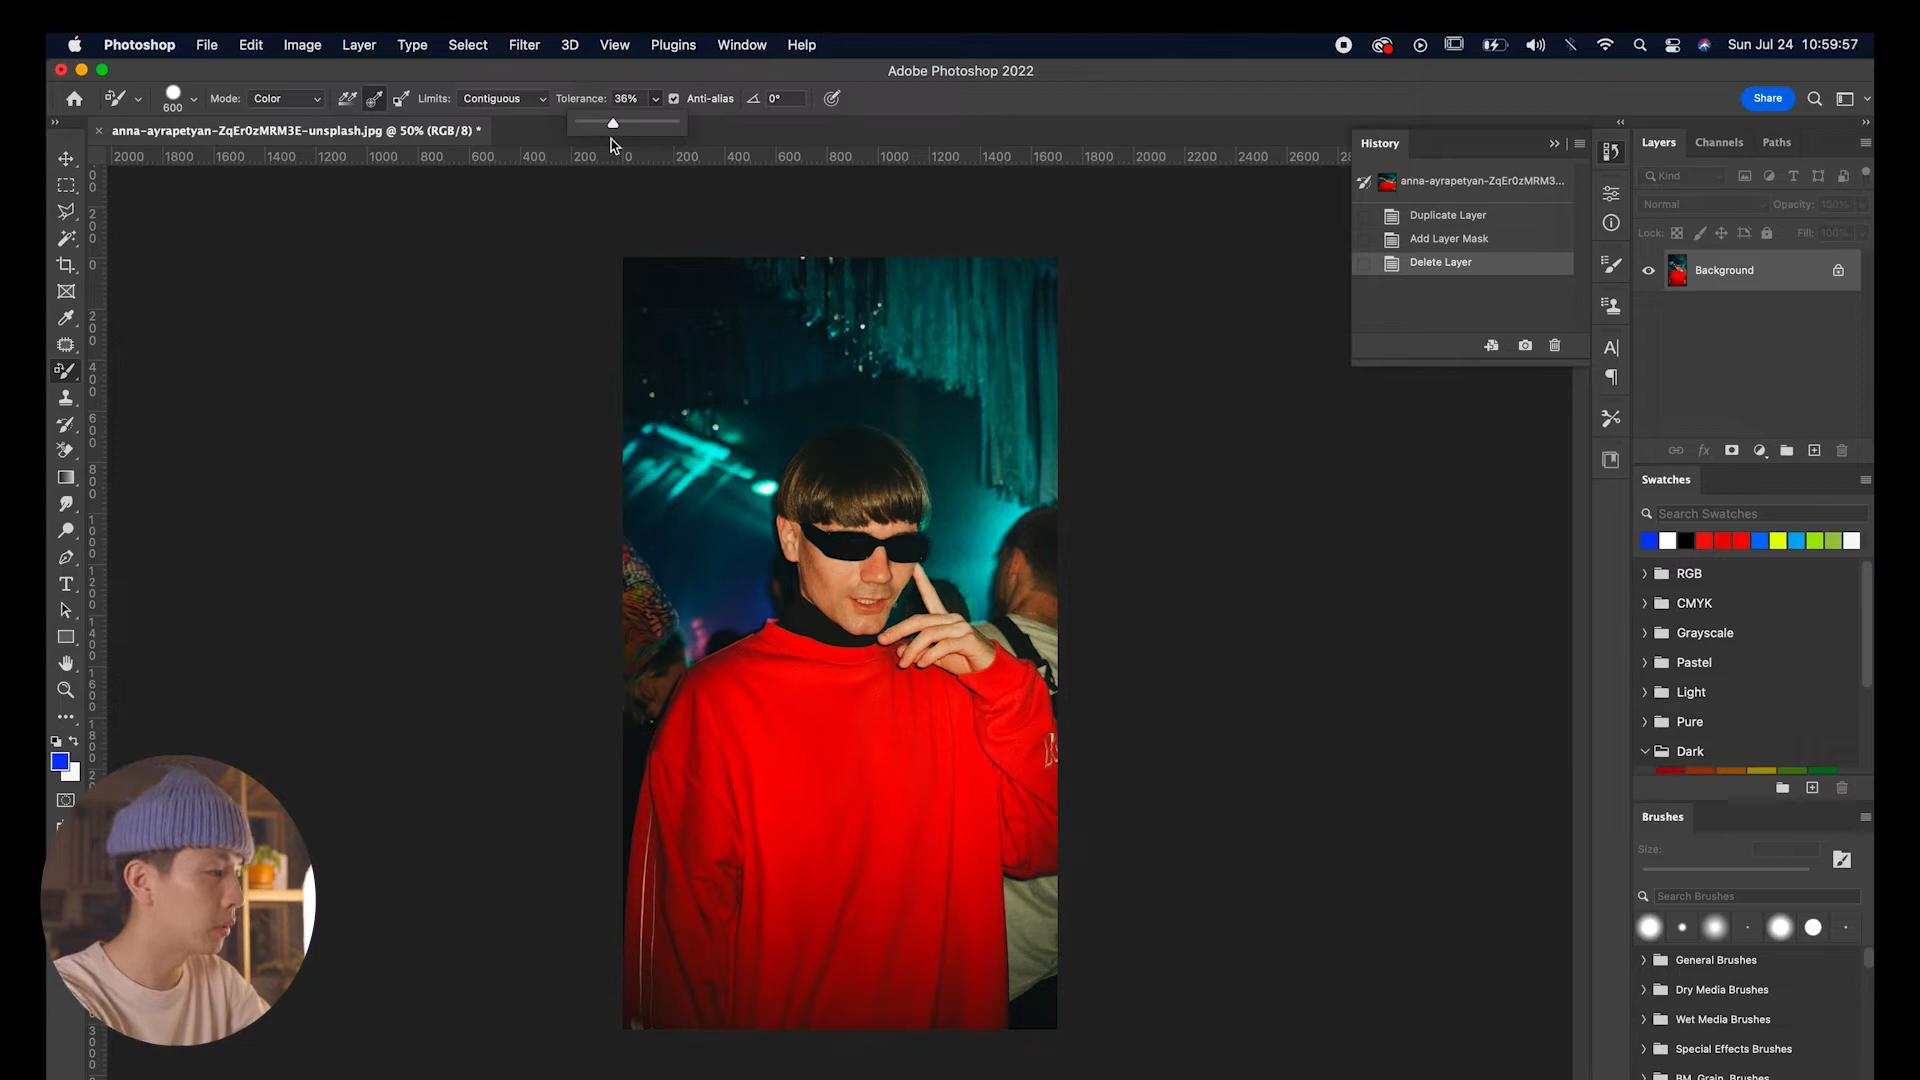 Photoshop File Edit Image Layer Type Select Filter 3D View Plugins Window Help Sun Jul 24 10:59:57
Adobe Photoshop 2022
600 Mode: Color Limits: Contiguous Tolerance: 36% Anti-alias 0° Share
× anna-ayrapetyan-ZqEr0zMRM3E-unsplash.jpg @ 50% (RGB/8) *
2000 1800 1600 1400 1200 1000 800 600 400 200 0 200 400 600 800 1000 1200 1400 1600 1800 2000 2200 2400 2600
History
anna-ayrapetyan-ZqEr0zMRM3...
Duplicate Layer
Add Layer Mask
Delete Layer
Layers Channels Paths
Kind
Normal Opacity: 100%
Lock: Fill: 100%
Background
Swatches
Search Swatches
RGB
CMYK
Grayscale
Pastel
Light
Pure
Dark
Brushes
Size:
Search Brushes
General Brushes
Dry Media Brushes
Wet Media Brushes
Special Effects Brushes
BM_Grain_Brushes